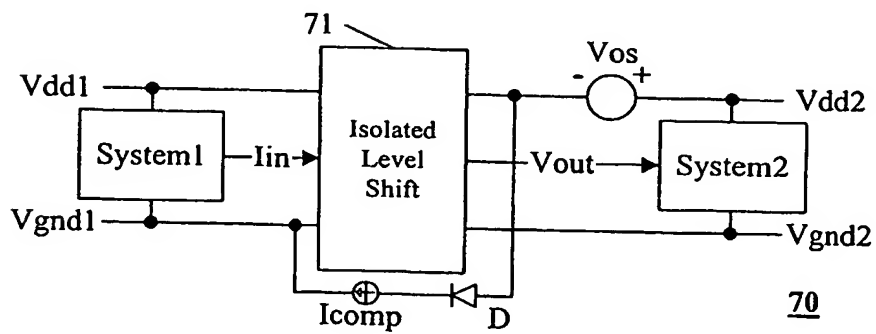 71
Vos
- +
Vdd1
Vdd2
System1
Iin
Isolated
Level
Shift
Vout
System2
Vgnd1
Vgnd2
Icomp
D
70